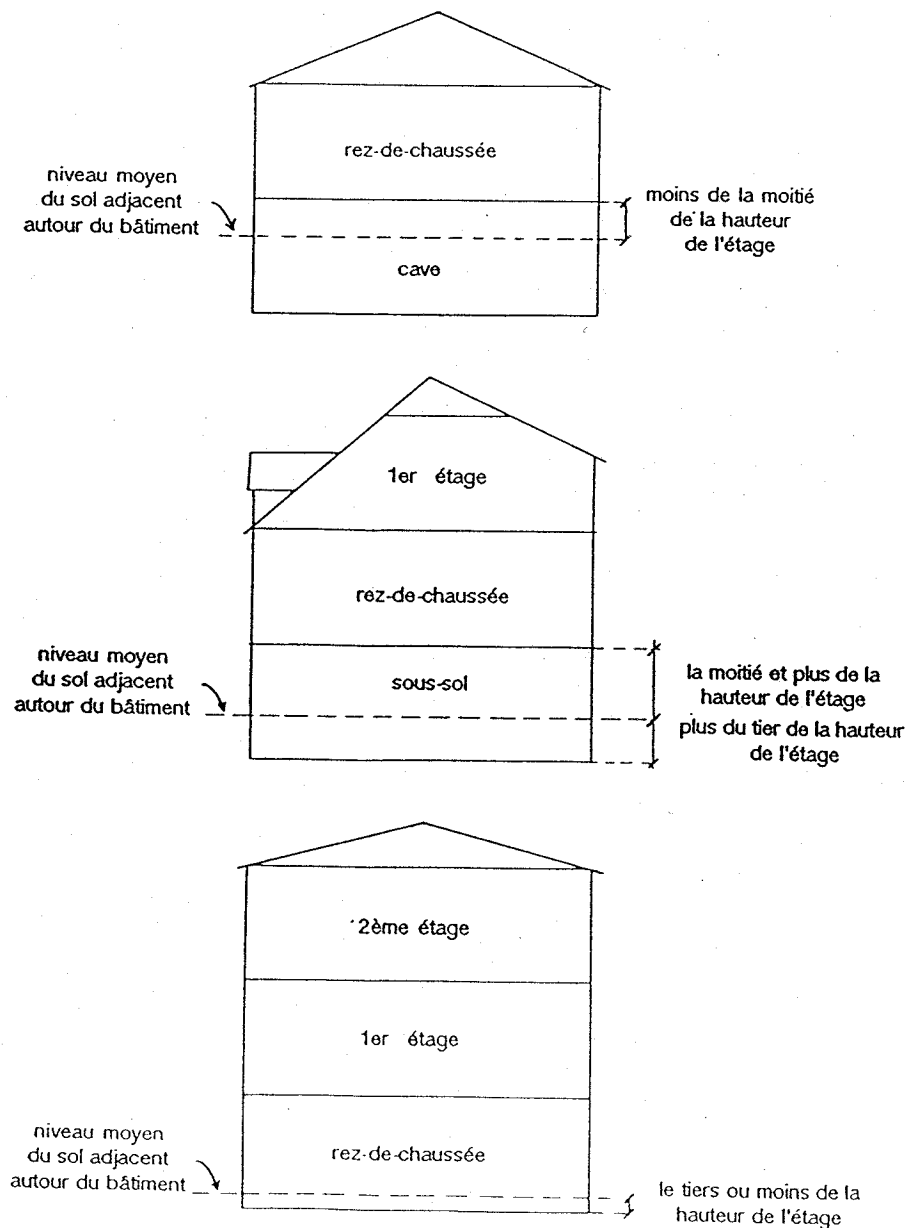 rez-de-chaussée
niveau moyen
du sol adjacent
autour du bâtiment
moins de la moitié
de la hauteur
de l'étage
cave
1er étage
rez-de-chaussée
niveau moyen
du sol adjacent
autour du bâtiment
sous-sol
la moitié et plus de la
hauteur de l'étage
plus du tier de la hauteur
de l'étage
2ème étage
1er étage
rez-de-chaussée
niveau moyen
du sol adjacent
autour du bâtiment
le tiers ou moins de la
hauteur de l'étage